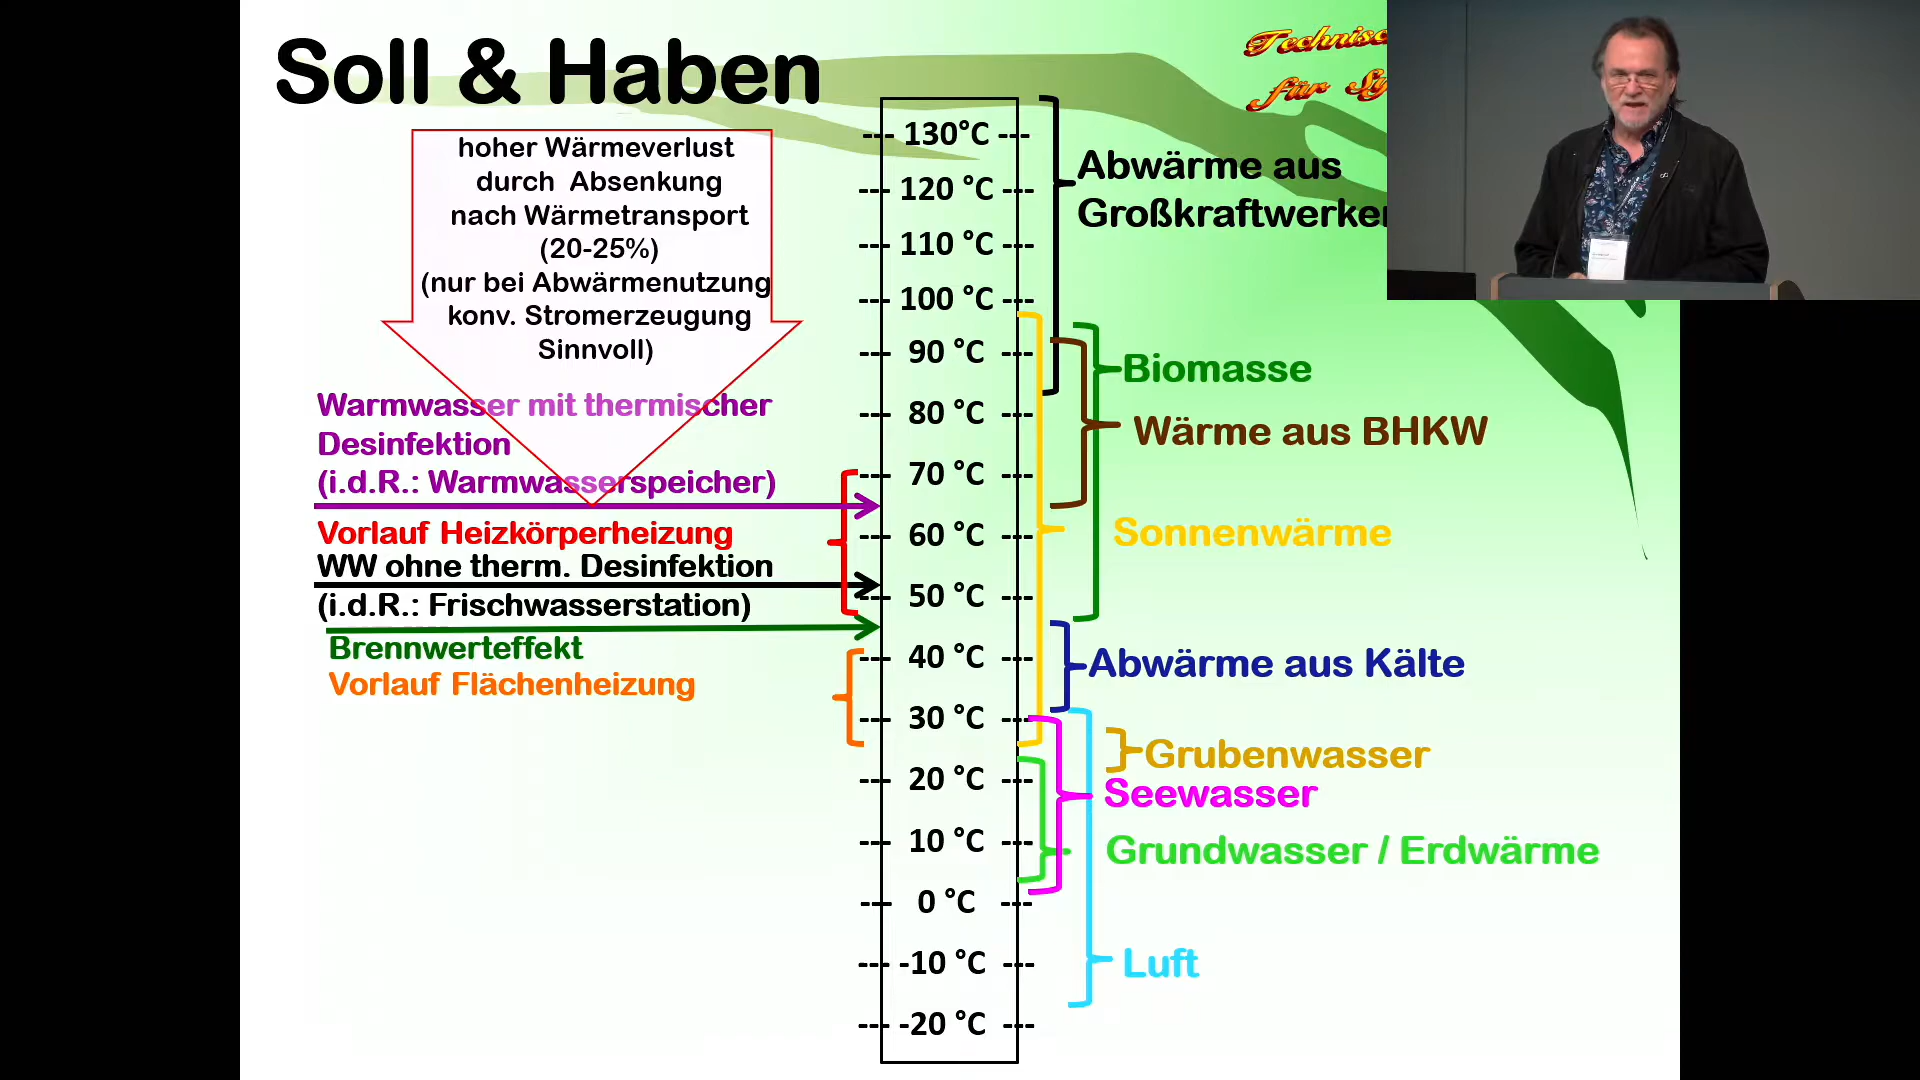 Soll & Haben
hoher Wärmeverlust
durch Absenkung
nach Wärmetransport
(20-25%)
(nur bei Abwärmenutzung
konv. Stromerzeugung
Sinnvoll)
Warmwasser mit thermischer
Desinfektion
(i.d.R.: Warmwasserspeicher)
Vorlauf Heizkörperheizung
WW ohne therm. Desinfektion
(i.d.R.: Frischwasserstation)
Brennwerteffekt
Vorlauf Flächenheizung
--- 130°C ---
--- 120 °C ---
--- 110 °C ---
--- 100 °C ---
--- 90 °C ---
--- 80 °C ---
--- 70 °C ---
--- 60 °C ---
--- 50 °C ---
--- 40 °C ---
--- 30 °C ---
--- 20 °C ---
--- 10 °C ---
--- 0 °C ---
--- -10 °C ---
--- -20 °C ---
für
Abwärme aus
Großkraftwerken
Biomasse
Wärme aus BHKW
Sonnenwärme
Abwärme aus Kälte
Grubenwasser
Seewasser
Grundwasser / Erdwärme
Luft